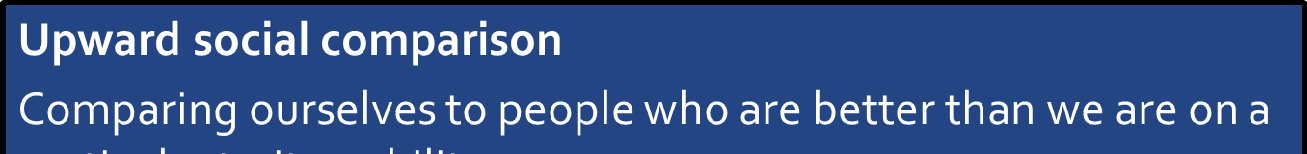 Upward social comparison
Comparing ourselves to people who are better than we are on a